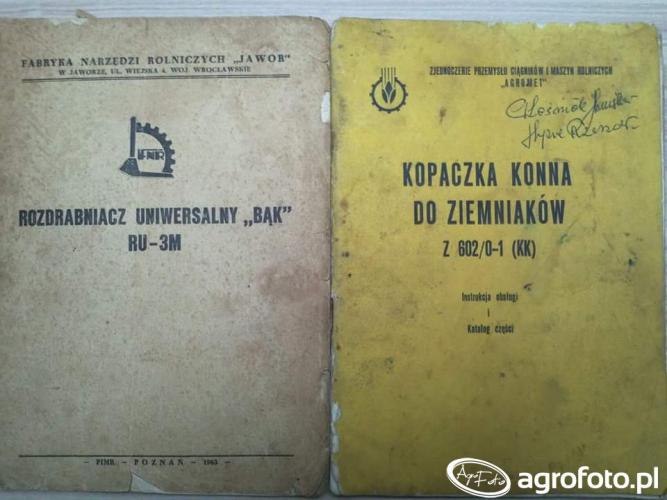 FABRYKA NARZĘDZI ROLNICZYCH „JAWOR"
W JAWORZE, UL. WIEJSKA 4, WOJ. WROCŁAWSKIE
FNR
ROZDRABNIACZ UNIWERSALNY „BĄK"
RU-3M
— PIMR — POZNAŃ — 1963 —
ZJEDNOCZENIE PRZEMYSŁU CIĄGNIKÓW I MASZYN ROLNICZYCH
„AGROMET"
KOPACZKA KONNA
DO ZIEMNIAKÓW
Z 602/0-1 (KK)
Instrukcja obsługi
i
Katalog części
AgroFoto
agrofoto.pl